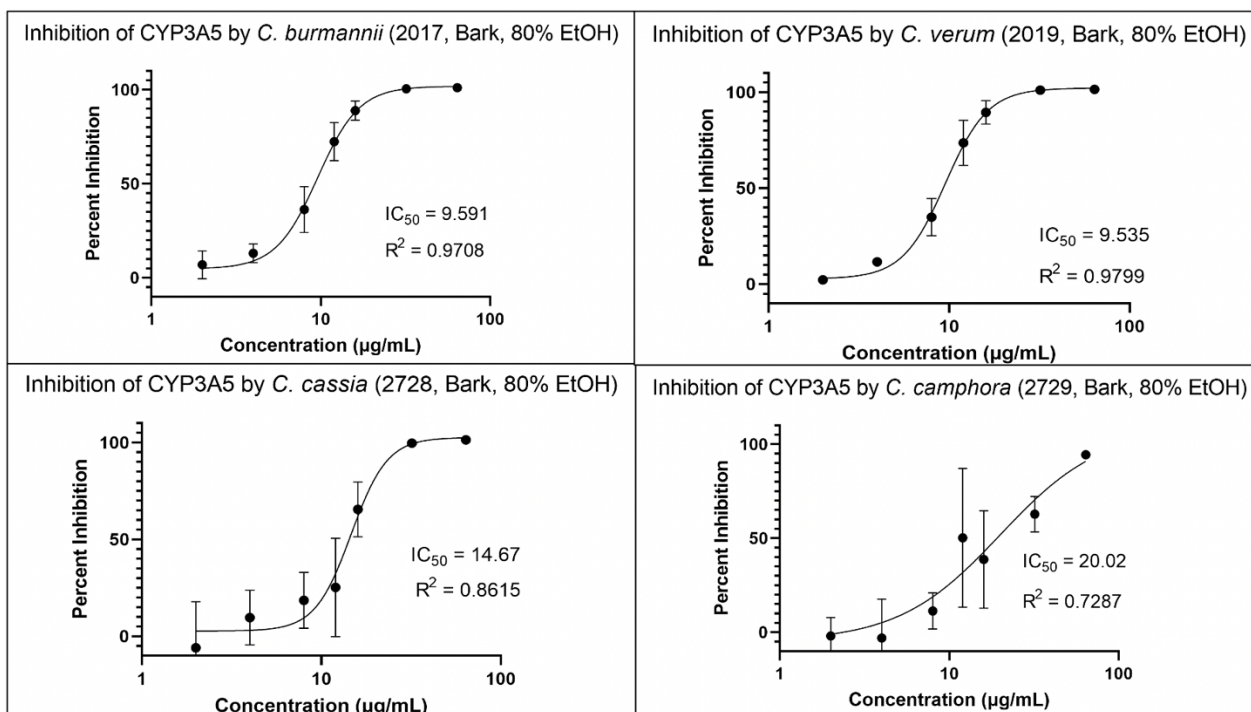 Inhibition of CYP3A5 by C. burmannii (2017, Bark, 80% EtOH)
Percent Inhibition
100
50
0
IC50 = 9.591
R2 = 0.9708
1
10
100
Concentration (µg/mL)
Inhibition of CYP3A5 by C. verum (2019, Bark, 80% EtOH)
Percent Inhibition
100
50
0
IC50 = 9.535
R2 = 0.9799
1
10
100
Concentration (µg/mL)
Inhibition of CYP3A5 by C. cassia (2728, Bark, 80% EtOH)
Percent Inhibition
100
50
0
IC50 = 14.67
R2 = 0.8615
1
10
100
Concentration (µg/mL)
Inhibition of CYP3A5 by C. camphora (2729, Bark, 80% EtOH)
Percent Inhibition
100
50
0
IC50 = 20.02
R2 = 0.7287
1
10
100
Concentration (µg/mL)